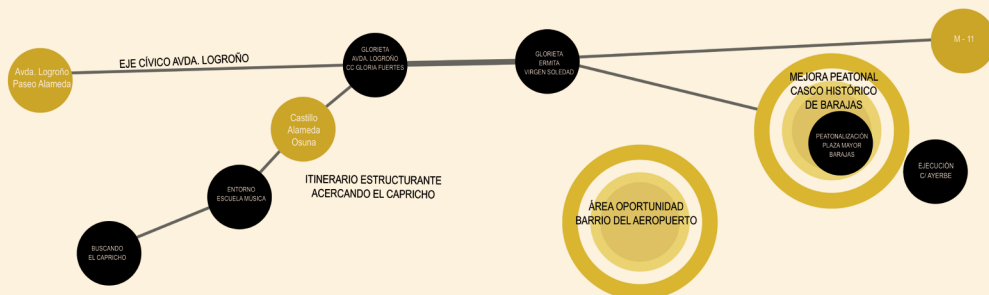 Avda. Logroño
Paseo Alameda
EJE CÍVICO AVDA. LOGROÑO
GLORIETA
AVDA. LOGROÑO
CC GLORIA FUERTES
GLORIETA
ERMITA
VIRGEN SOLEDAD
M - 11
MEJORA PEATONAL
CASCO HISTÓRICO
DE BARAJAS
PEATONALIZACIÓN
PLAZA MAYOR
BARAJAS
EJECUCIÓN
C/ AYERBE
Castillo
Alameda
Osuna
ITINERARIO ESTRUCTURANTE
ACERCANDO EL CAPRICHO
ENTORNO
ESCUELA MÚSICA
BUSCANDO
EL CAPRICHO
ÁREA OPORTUNIDAD
BARRIO DEL AEROPUERTO